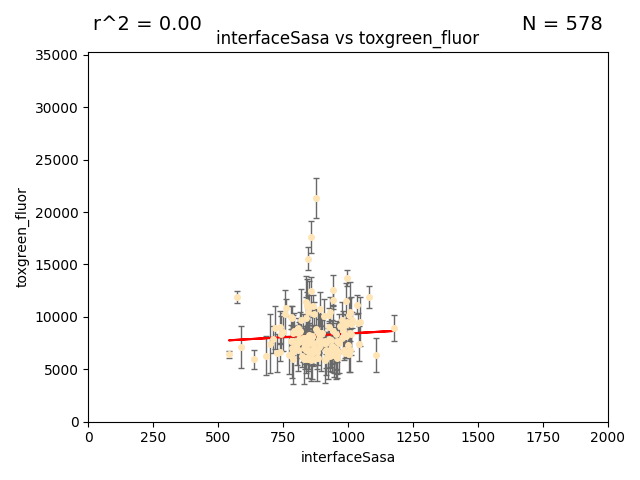 r^2 = 0.00
N = 578
interfaceSasa vs toxgreen_fluor
35000
30000
25000
20000
15000
10000
5000
0
toxgreen_fluor
0 250 500 750 1000 1250 1500 1750 2000
interfaceSasa